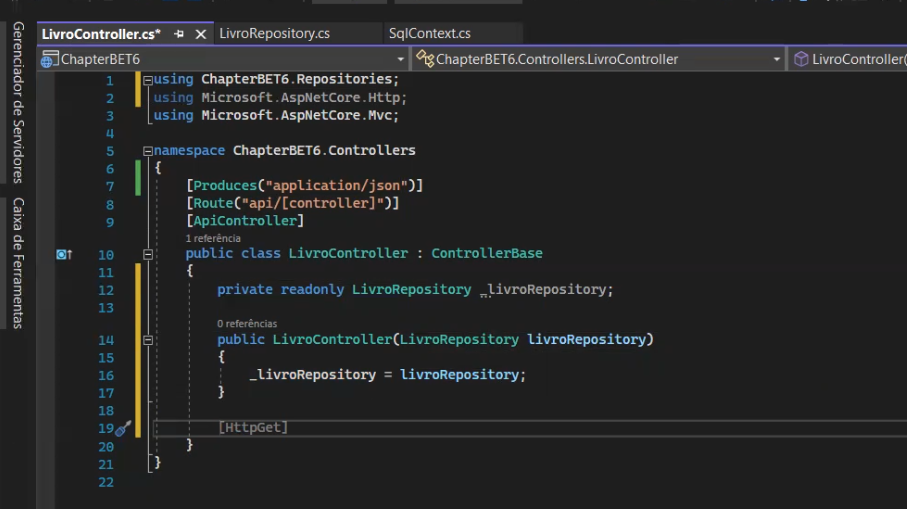 LivroController.cs*
LivroRepository.cs
SqlContext.cs
Gerenciador de Servidores
Caixa de Ferramentas
ChapterBET6
ChapterBET6.Controllers.LivroController
LivroController(
1 using ChapterBET6.Repositories;
2 using Microsoft.AspNetCore.Http;
3 using Microsoft.AspNetCore.Mvc;
4
5 namespace ChapterBET6.Controllers
6 {
7 [Produces("application/json")]
8 [Route("api/[controller]")]
9 [ApiController]
1 referência
10 public class LivroController : ControllerBase
11 {
12 private readonly LivroRepository _livroRepository;
13
0 referências
14 public LivroController(LivroRepository livroRepository)
15 {
16 _livroRepository = livroRepository;
17 }
18
19 [HttpGet]
20 }
21 }
22